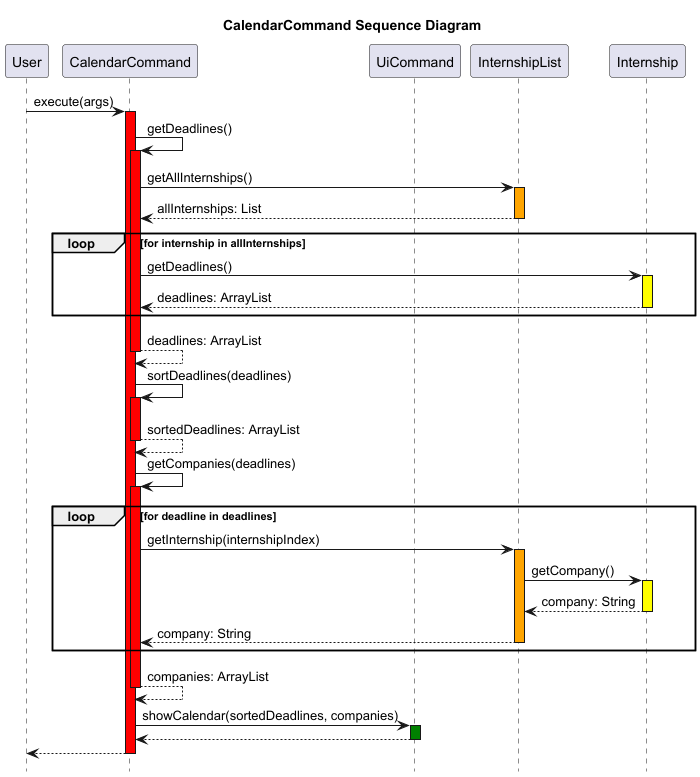 CalendarCommand Sequence Diagram
User
CalendarCommand
UiCommand
InternshipList
Internship
execute(args)
getDeadlines()
getAllInternships()
allInternships: List
loop
[for internship in allInternships]
getDeadlines()
deadlines: ArrayList
deadlines: ArrayList
sortDeadlines(deadlines)
sortedDeadlines: ArrayList
getCompanies(deadlines)
loop
[for deadline in deadlines]
getInternship(internshipIndex)
getCompany()
company: String
company: String
companies: ArrayList
showCalendar(sortedDeadlines, companies)